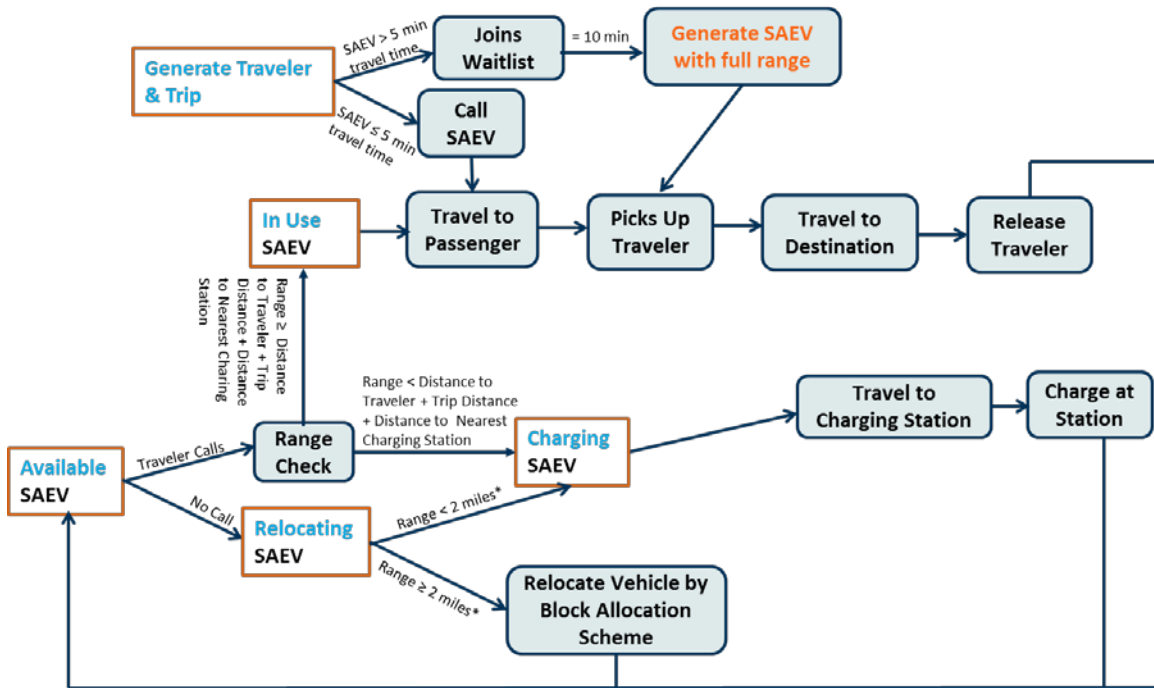 SAEV > 5 min
travel time
Joins
Waitlist
= 10 min
Generate SAEV
with full range
Generate Traveler
& Trip
SAEV ≤ 5 min
travel time
Call
SAEV
In Use
SAEV
Travel to
Passenger
Picks Up
Traveler
Travel to
Destination
Release
Traveler
Range ≥ Distance
to Traveler + Trip
Distance + Distance
to Nearest Charing
Station
Range < Distance to
Traveler + Trip Distance
+ Distance to Nearest
Charging Station
Travel to
Charging Station
Charge at
Station
Range
Check
Charging
SAEV
Traveler Calls
Available
SAEV
No Call
Relocating
SAEV
Range < 2 miles*
Range ≥ 2 miles*
Relocate Vehicle by
Block Allocation
Scheme